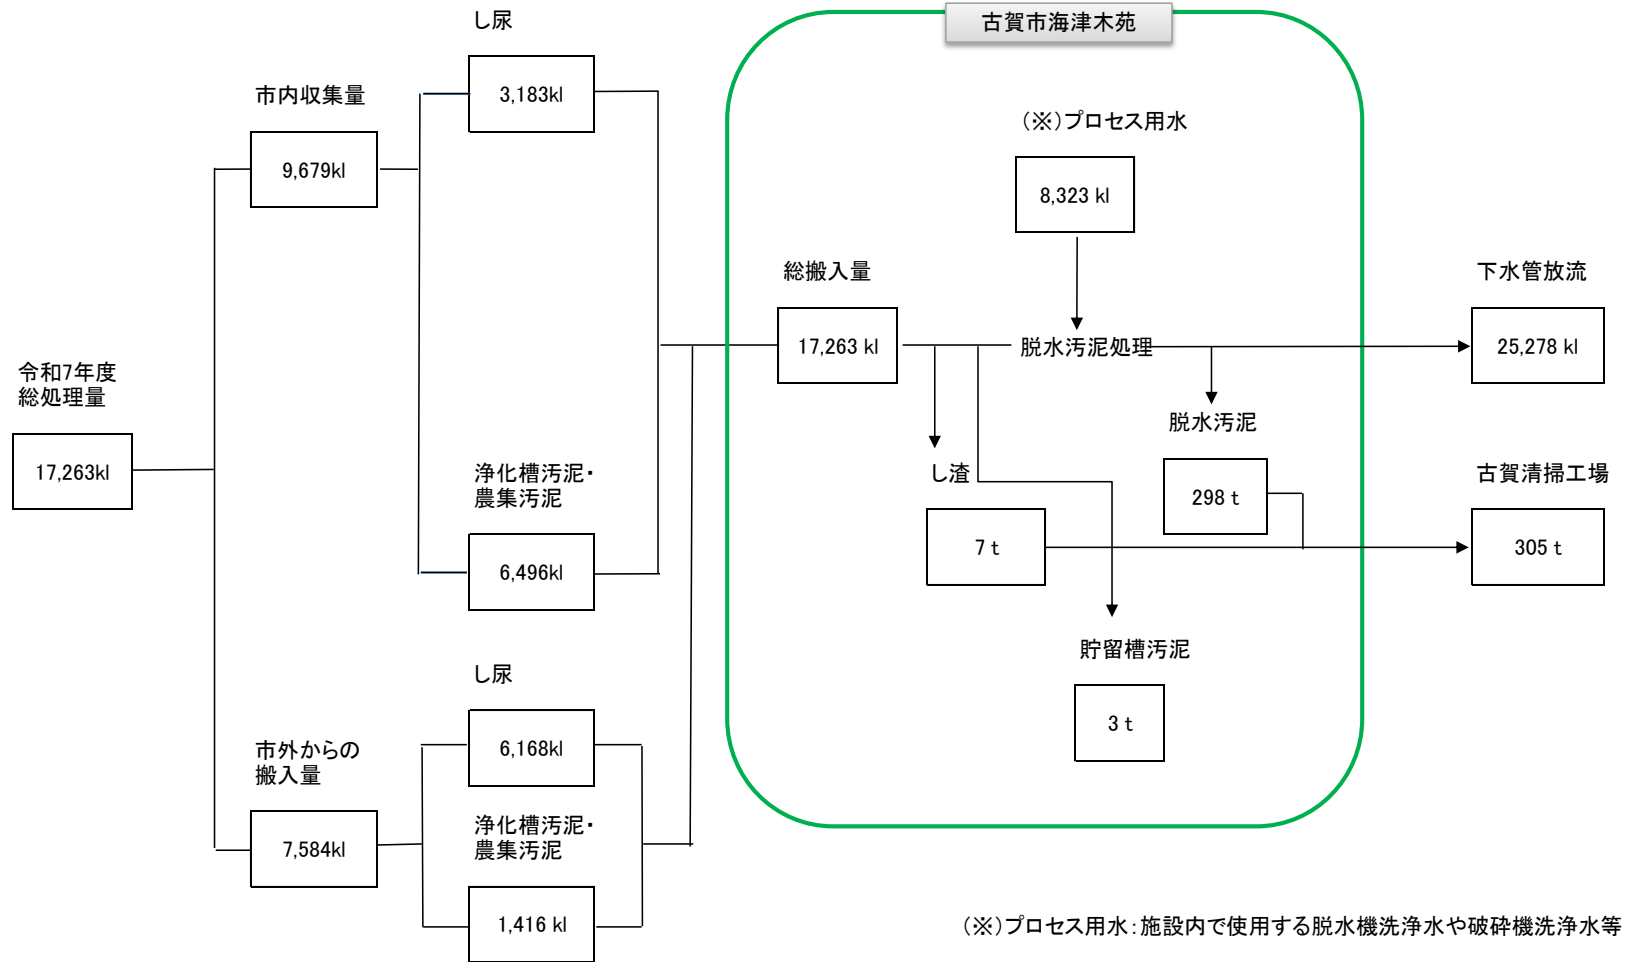 古賀市海津木苑
し尿
3,183kl
市内収集量
9,679kl
(※)プロセス用水
8,323 kl
総搬入量
17,263 kl
脱水汚泥処理
下水管放流
25,278 kl
令和7年度
総処理量
17,263kl
浄化槽汚泥・
農集汚泥
6,496kl
し渣
7 t
脱水汚泥
298 t
古賀清掃工場
305 t
貯留槽汚泥
3 t
市外からの
搬入量
7,584kl
し尿
6,168kl
浄化槽汚泥・
農集汚泥
1,416 kl
(※)プロセス用水:施設内で使用する脱水機洗浄水や破砕機洗浄水等